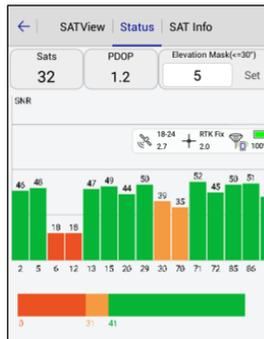 ← SATView Status SAT Info
Sats PDOP Elevation Mask(<=30°)
32 1.2 5 Set
SNR
18-24 RTK Fix
2.7 2.0 100%
46 46 18 18 47 49 44 50 39 35 52 45 50 51
2 5 6 12 13 15 20 29 30 70 71 72 85 86
0 31 41